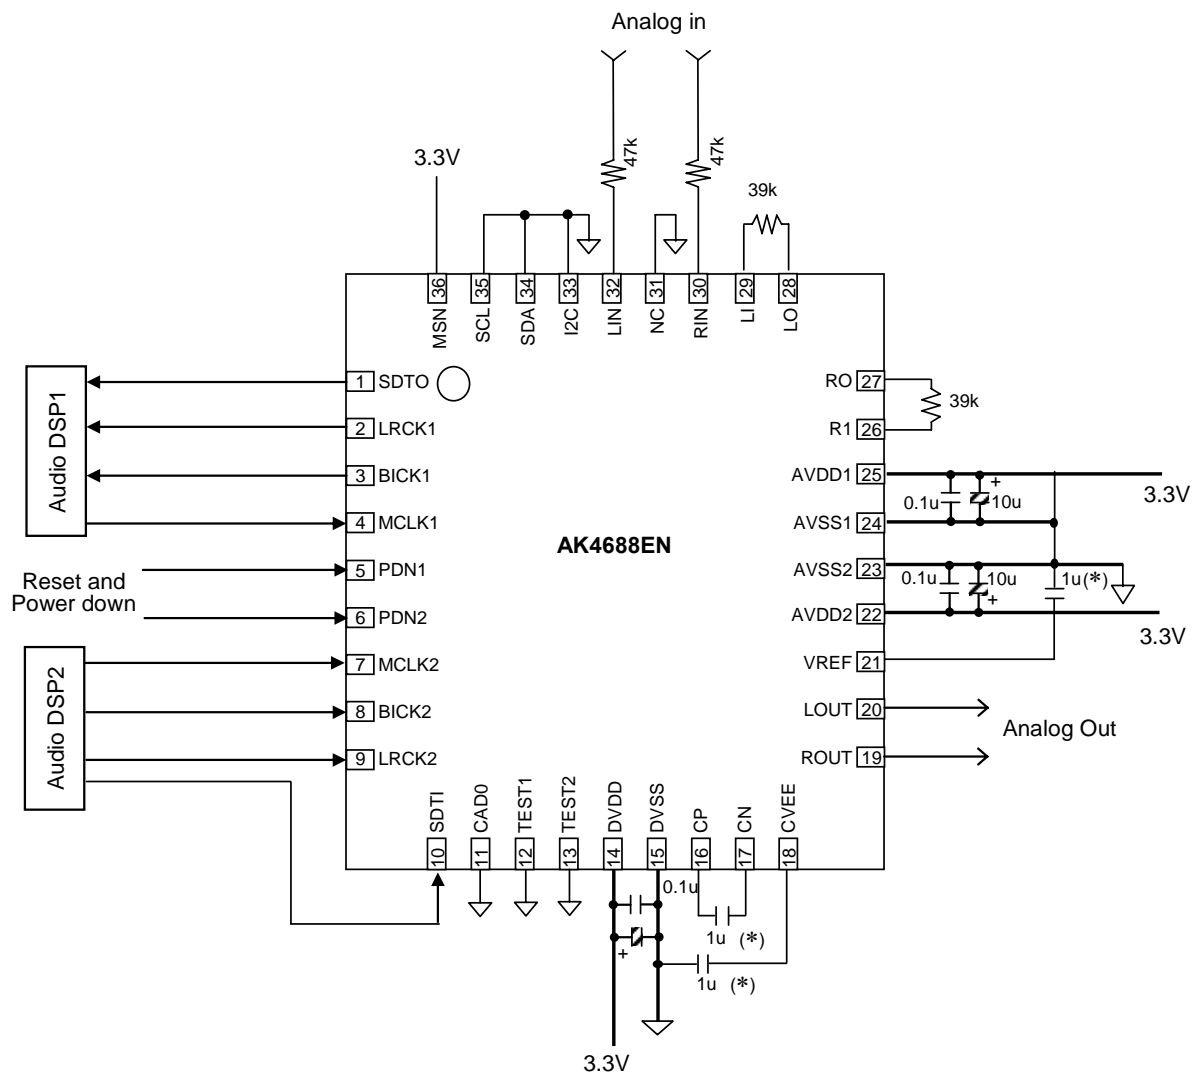 Analog in
47k
47k
39k
3.3V
36
35
34
33
32
31
30
29
28
MSN
SCL
SDA
I2C
LIN
NC
RIN
LI
LO
Audio DSP1
1 SDTO
2 LRCK1
3 BICK1
4 MCLK1
Reset and
Power down
5 PDN1
6 PDN2
Audio DSP2
7 MCLK2
8 BICK2
9 LRCK2
AK4688EN
RO 27
R1 26
39k
AVDD1 25
3.3V
0.1u
+
10u
AVSS1 24
AVSS2 23
0.1u
10u
+
1u(*)
AVDD2 22
3.3V
VREF 21
LOUT 20
Analog Out
ROUT 19
SDTI
CAD0
TEST1
TEST2
DVDD
DVSS
CP
CN
CVEE
10
11
12
13
14
15
16
17
18
0.1u
+
1u (*)
1u (*)
3.3V